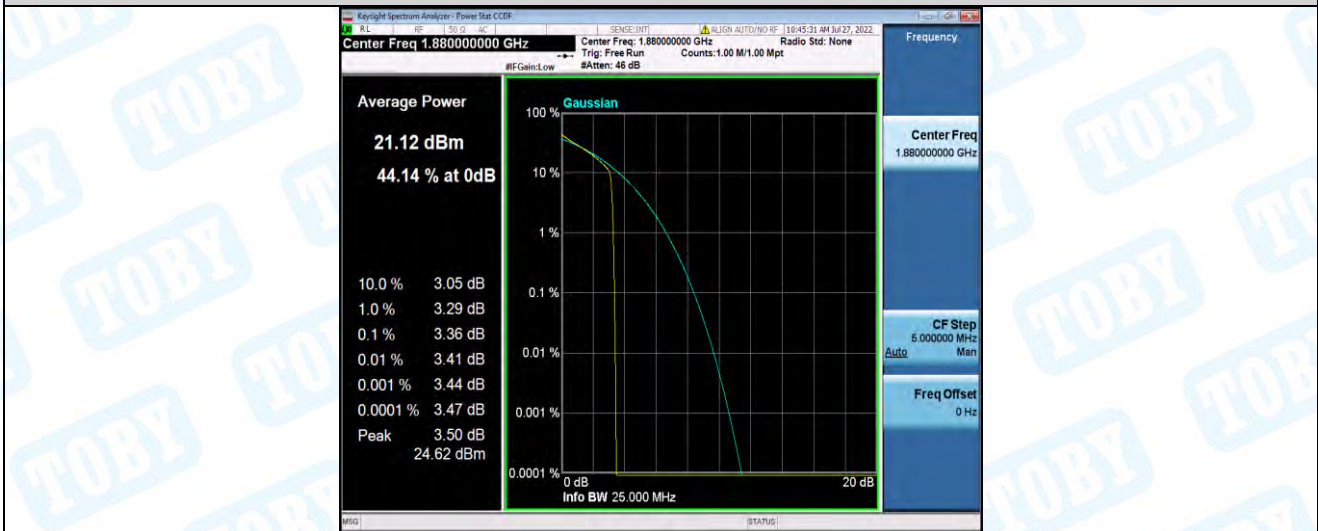 Keysight Spectrum Analyzer - Power Stat CCDF
RL RF 50 Ω AC SENSE:INT ALIGN AUTO/NO RF 10:45:31 AM Jul 27, 2022
Center Freq 1.880000000 GHz
Center Freq: 1.880000000 GHz Radio Std: None
Trig: Free Run Counts:1.00 M/1.00 Mpt
#IFGain:Low #Atten: 46 dB
Frequency
Average Power
21.12 dBm
44.14 % at 0dB
10.0 % 3.05 dB
1.0 % 3.29 dB
0.1 % 3.36 dB
0.01 % 3.41 dB
0.001 % 3.44 dB
0.0001 % 3.47 dB
Peak 3.50 dB
24.62 dBm
Gaussian
100 %
10 %
1 %
0.1 %
0.01 %
0.001 %
0.0001 %
0 dB 20 dB
Info BW 25.000 MHz
Center Freq
1.880000000 GHz
CF Step
5.000000 MHz
Auto Man
Freq Offset
0 Hz
MSG STATUS
TOBY
TOBY
TOBY
TOBY
TOBY
TOBY
TOBY
TOBY